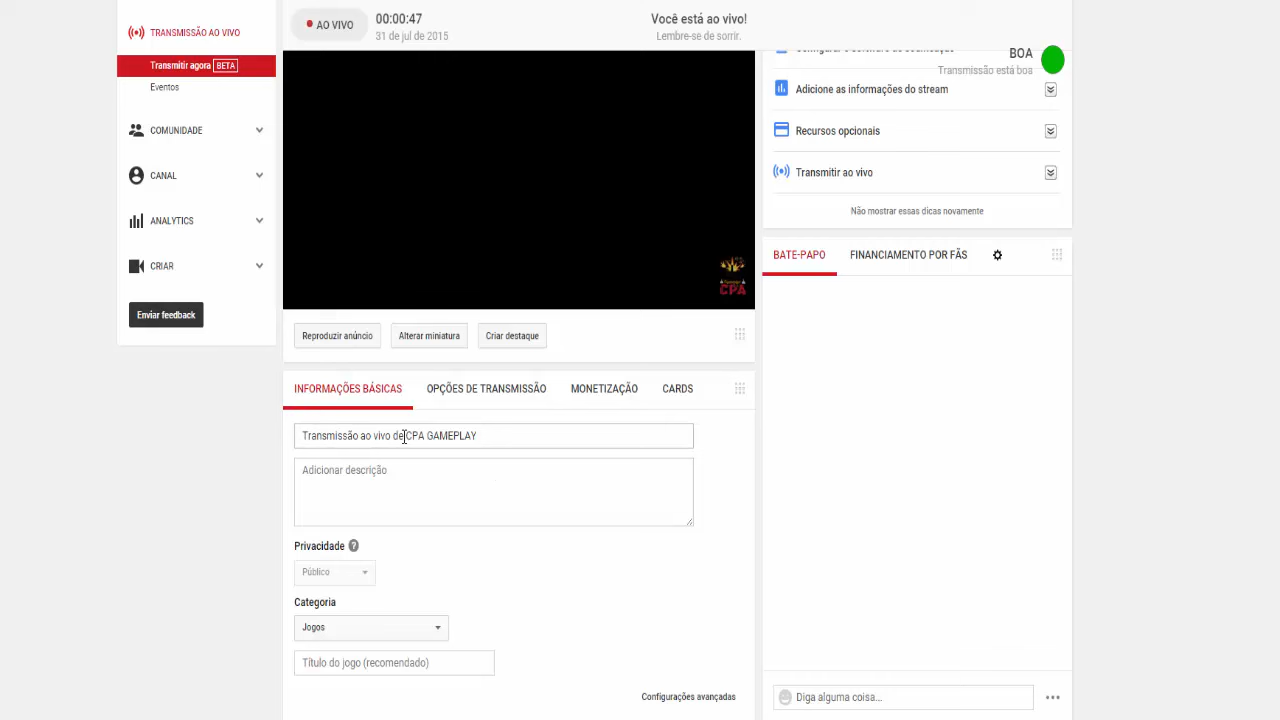 TRANSMISSÃO AO VIVO
Transmitir agora BETA
Eventos
COMUNIDADE
CANAL
ANALYTICS
CRIAR
Enviar feedback
AO VIVO
00:00:47
31 de jul de 2015
Você está ao vivo!
Lembre-se de sorrir.
BOA
Transmissão está boa
CPA
Reproduzir anúncio
Alterar miniatura
Criar destaque
INFORMAÇÕES BÁSICAS
OPÇÕES DE TRANSMISSÃO
MONETIZAÇÃO
CARDS
Transmissão ao vivo de CPA GAMEPLAY
Adicionar descrição
Privacidade ?
Público
Categoria
Jogos
Título do jogo (recomendado)
Configurações avançadas
Adicione as informações do stream
Recursos opcionais
Transmitir ao vivo
Não mostrar essas dicas novamente
BATE-PAPO
FINANCIAMENTO POR FÃS
Diga alguma coisa...